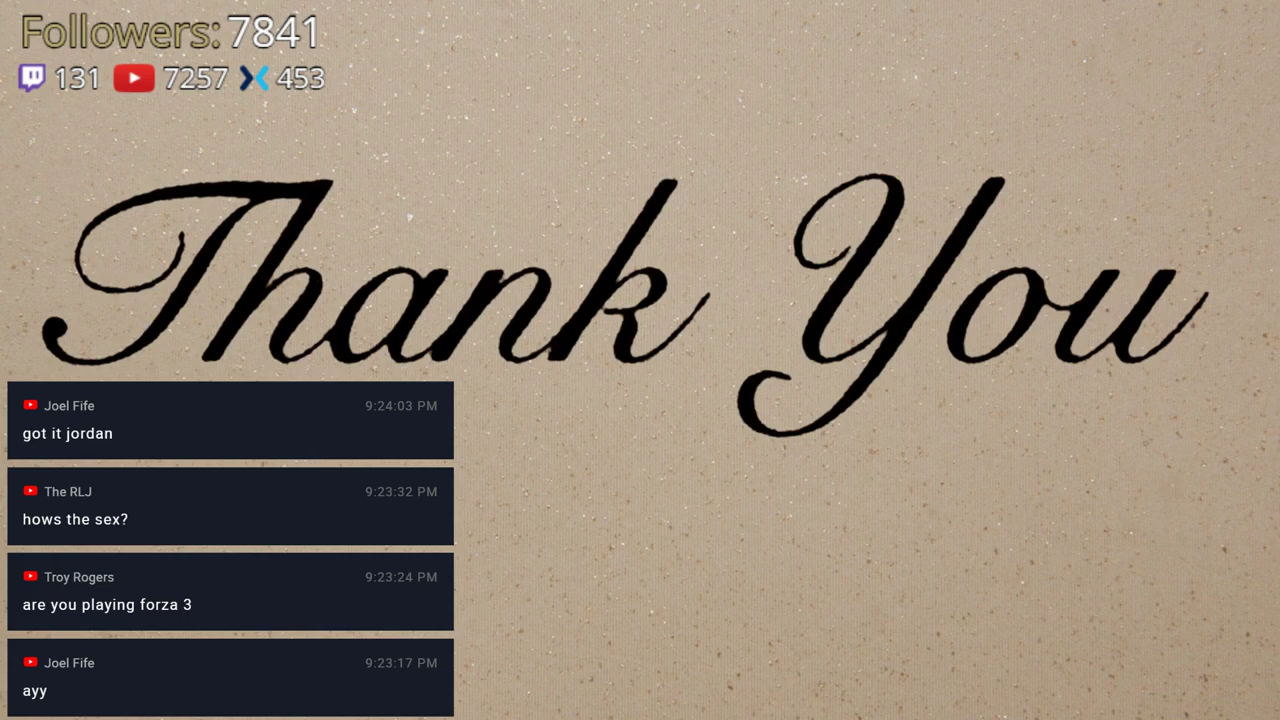 Followers: 7841
131 7257 453
Thank You
Joel Fife 9:24:03 PM
got it jordan
The RLJ 9:23:32 PM
hows the sex?
Troy Rogers 9:23:24 PM
are you playing forza 3
Joel Fife 9:23:17 PM
ayy